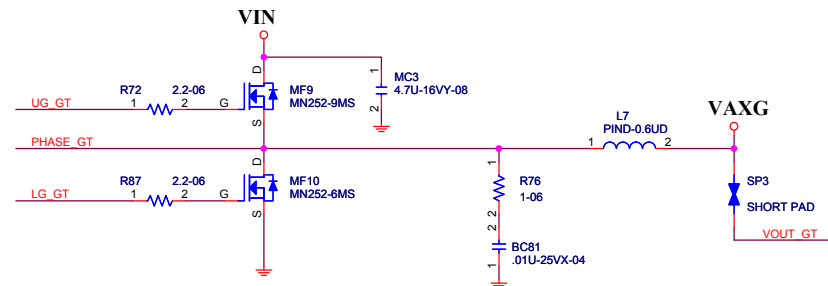 VIN
D
1
MC3
4.7U-16VY-08
2
R72 2.2-06
MF9
MN252-9MS
UG_GT 1 2 G
S
VAXG
L7
PIND-0.6UD
PHASE_GT
1 2
D
R87 2.2-06
MF10
MN252-6MS
LG_GT 1 2 G
S
1
R76
1-06
2
SP3
SHORT PAD
2
BC81
.01U-25VX-04
1
VOUT_GT